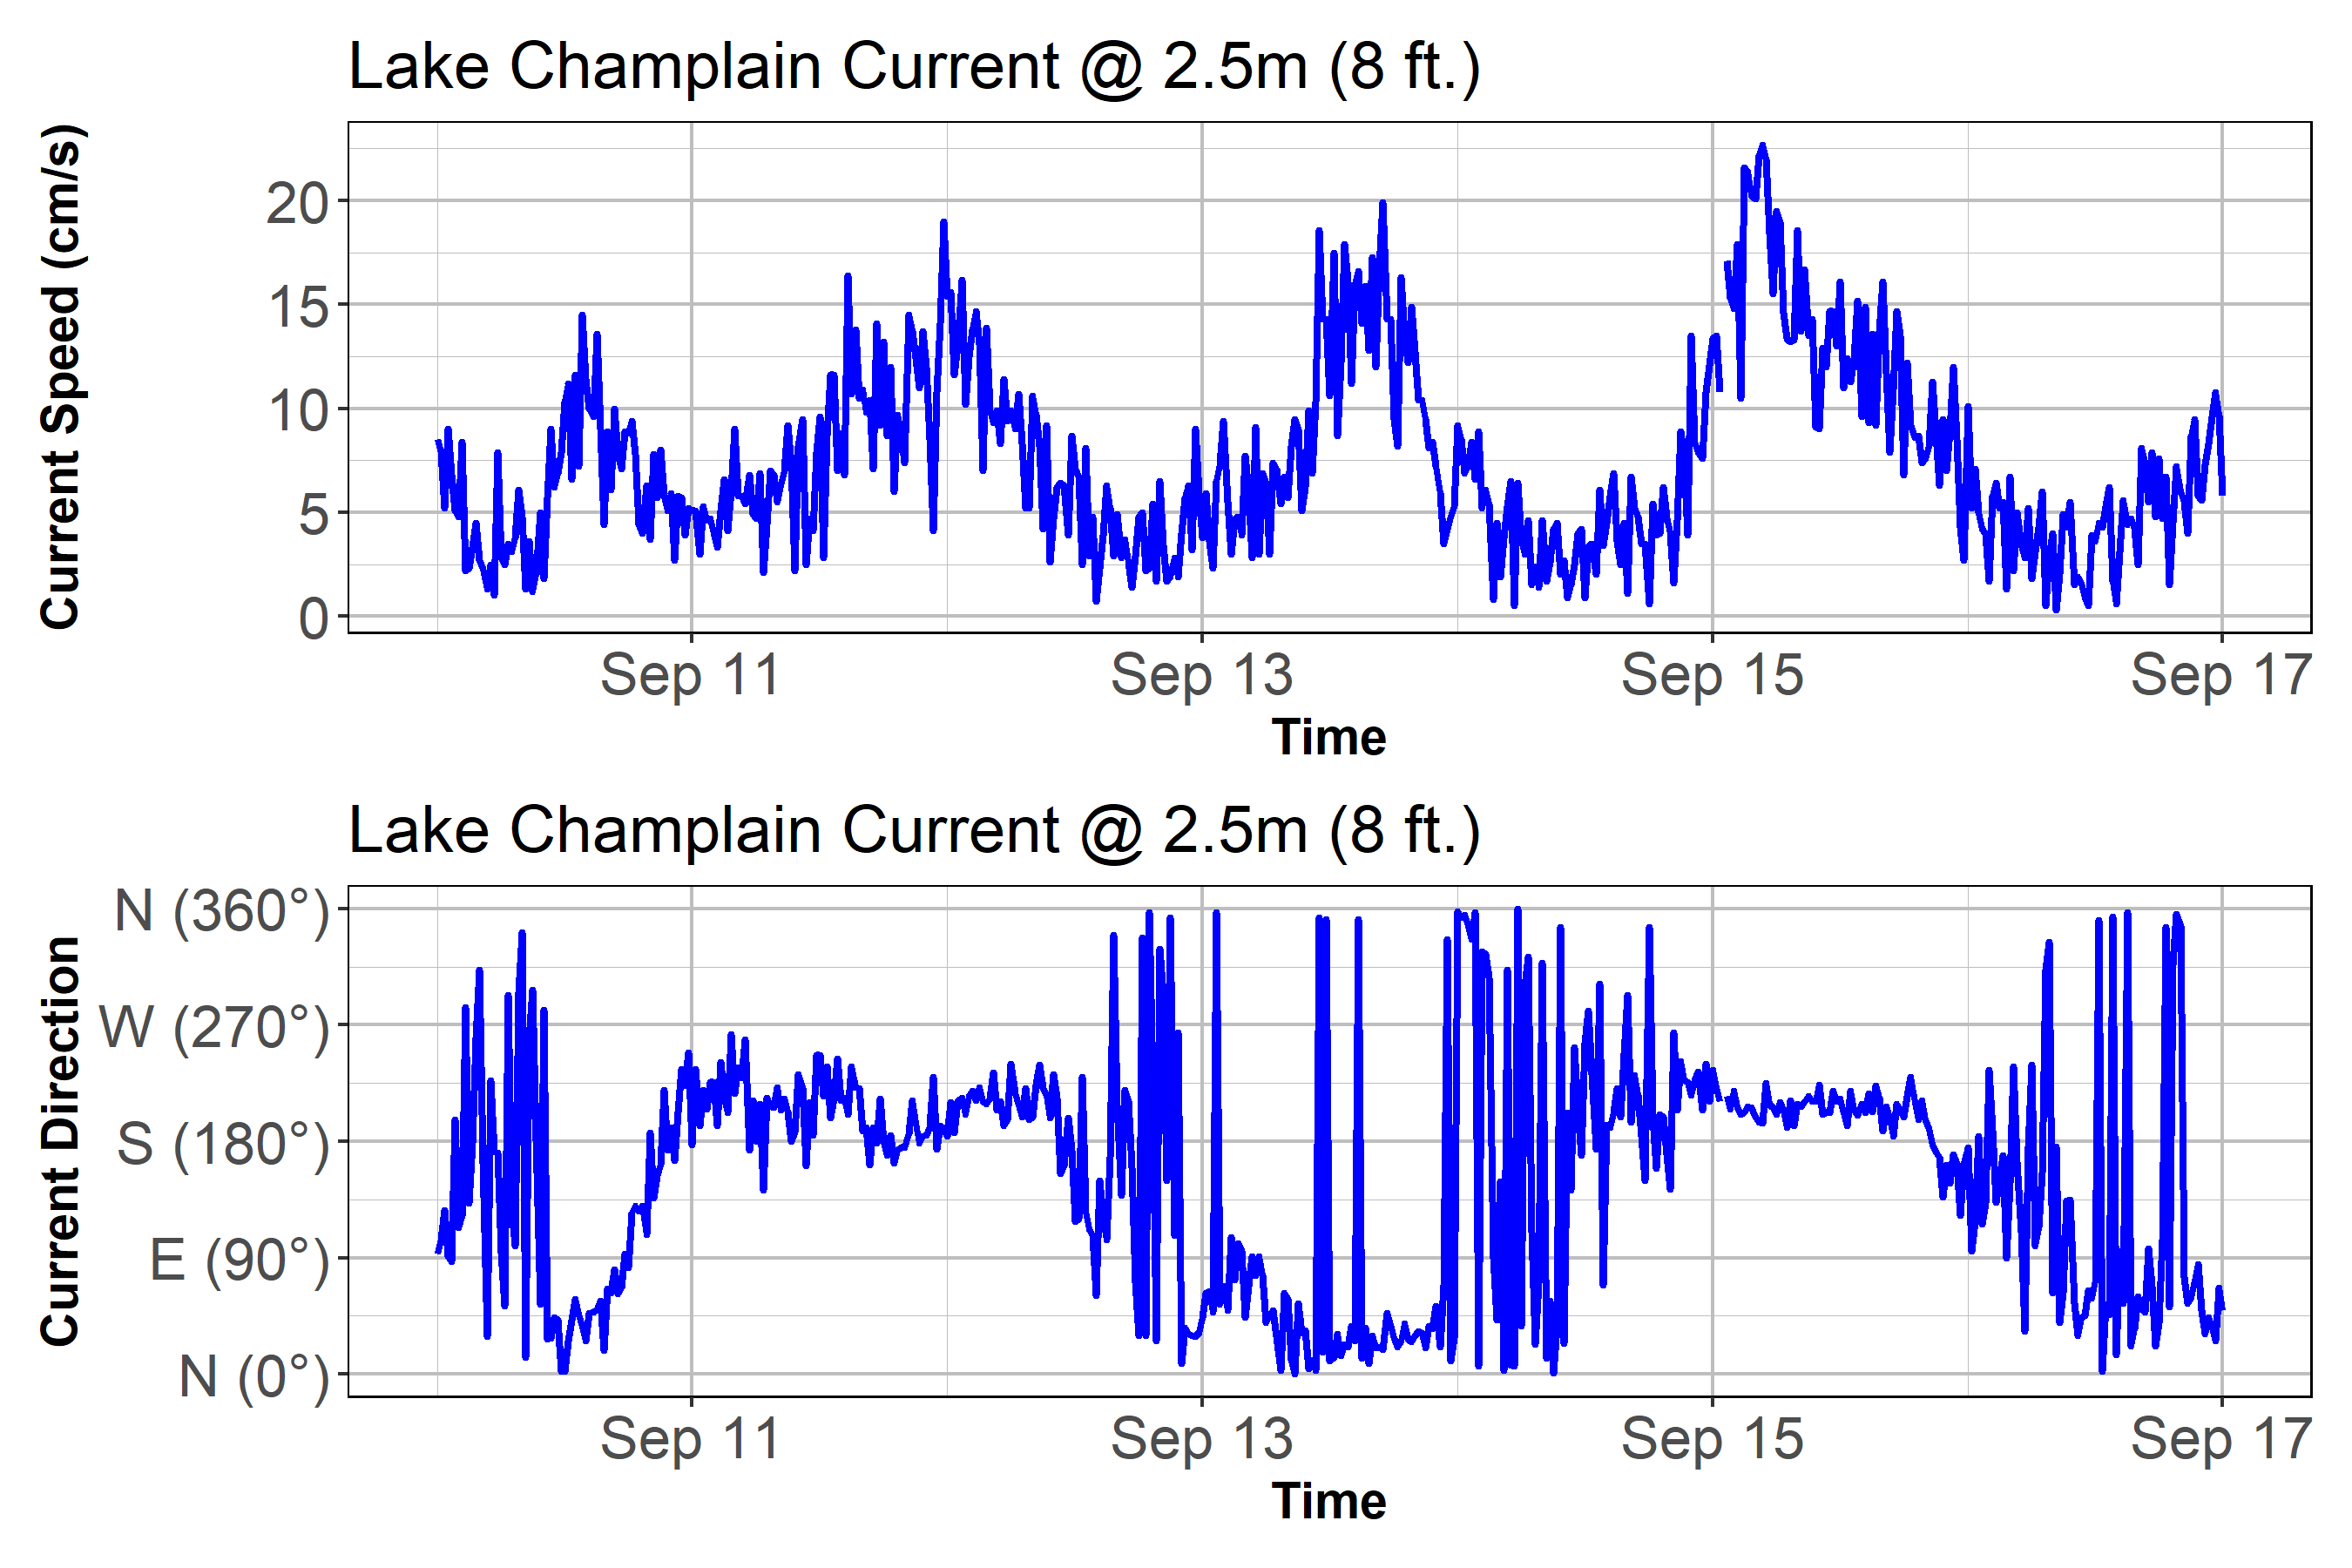 Lake Champlain Current @ 2.5m (8 ft.)
Current Speed (cm/s)
20
15
10
5
0
Sep 11 Sep 13 Sep 15 Sep 17
Time
Lake Champlain Current @ 2.5m (8 ft.)
Current Direction
N (360°)
W (270°)
S (180°)
E (90°)
N (0°)
Sep 11 Sep 13 Sep 15 Sep 17
Time